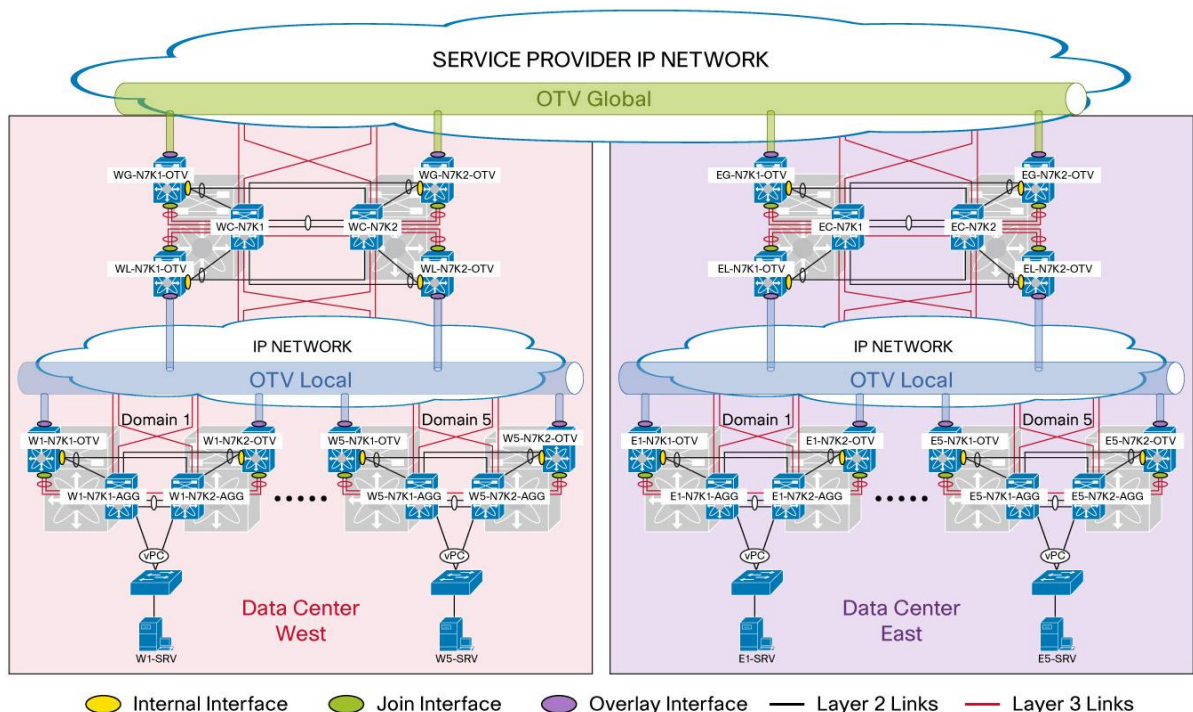 SERVICE PROVIDER IP NETWORK
OTV Global
WG-N7K1-OTV
WG-N7K2-OTV
EG-N7K1-OTV
EG-N7K2-OTV
WC-N7K1
WC-N7K2
EC-N7K1
EC-N7K2
WL-N7K1-OTV
WL-N7K2-OTV
EL-N7K1-OTV
EL-N7K2-OTV
IP NETWORK
IP NETWORK
OTV Local
OTV Local
Domain 1
Domain 5
Domain 1
Domain 5
W1-N7K1-OTV
W1-N7K2-OTV
W5-N7K1-OTV
W5-N7K2-OTV
E1-N7K1-OTV
E1-N7K2-OTV
E5-N7K1-OTV
E5-N7K2-OTV
W1-N7K1-AGG
W1-N7K2-AGG
W5-N7K1-AGG
W5-N7K2-AGG
E1-N7K1-AGG
E1-N7K2-AGG
E5-N7K1-AGG
E5-N7K2-AGG
vPC
vPC
vPC
vPC
Data Center
West
Data Center
East
W1-SRV
W5-SRV
E1-SRV
E5-SRV
Internal Interface
Join Interface
Overlay Interface
Layer 2 Links
Layer 3 Links